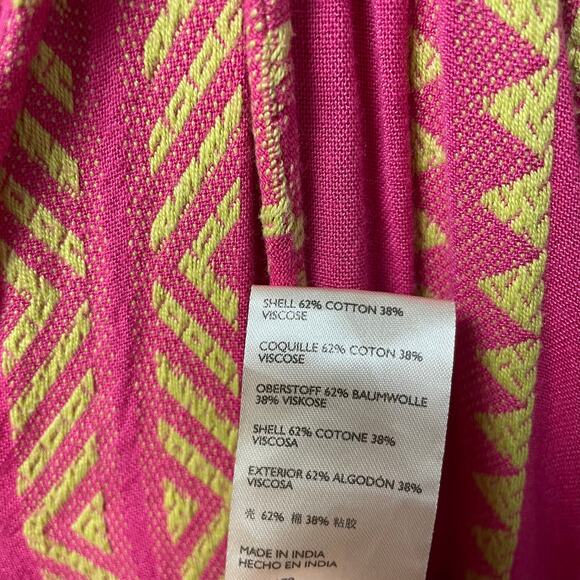 SHELL 62% COTTON 38%
VISCOSE
COQUILLE 62% COTON 38%
VISCOSE
OBERSTOFF 62% BAUMWOLLE
38% VISKOSE
SHELL 62% COTONE 38%
VISCOSA
EXTERIOR 62% ALGODÓN 38%
VISCOSA
壳 62% 棉 38% 粘胶
MADE IN INDIA
HECHO EN INDIA